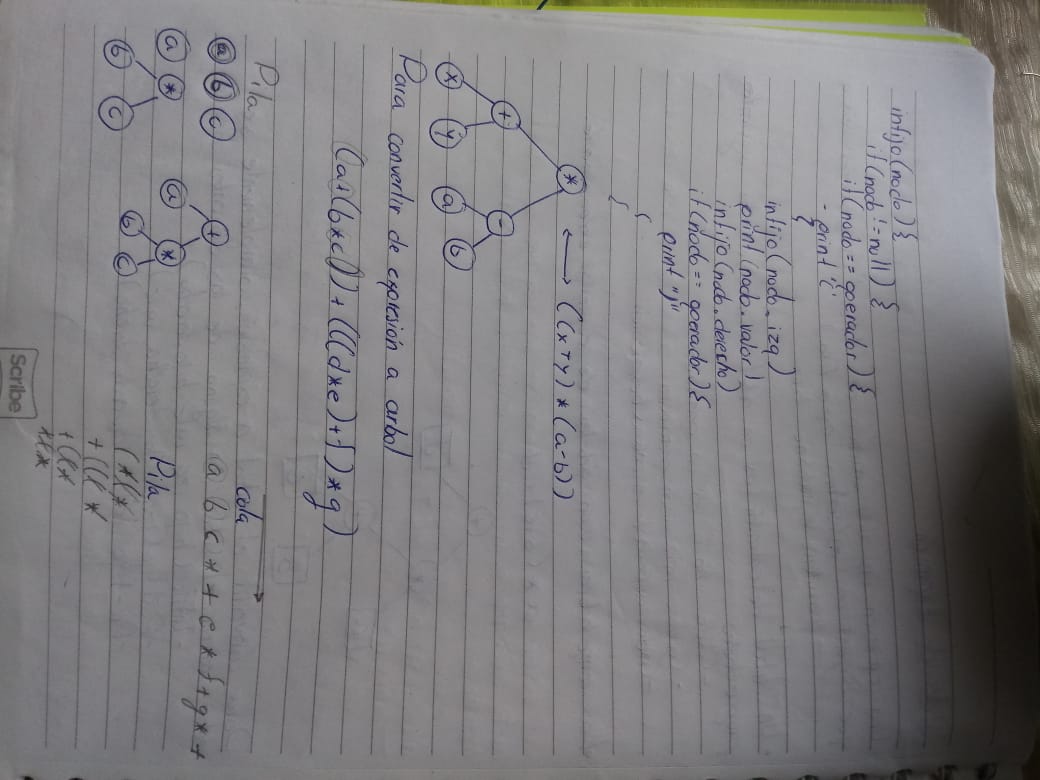 infijo(nodo){
if(nodo != null) {
if(nodo == operador) {
- print "("
}
infijo(nodo.izq)
print(nodo.valor)
infijo(nodo.derecho)
if(nodo == operador){
print ")"
}
}
* ⟷ ((x+y) * (a-b))
+ -
x y a b
Para convertir de expresión a arbol
(a+(b*c)) + (((d*e)+f)*g)
Pila
cola
a b c
+
a b c * + c * f + g * +
a *
a *
Pila
b c
b c
Scribe